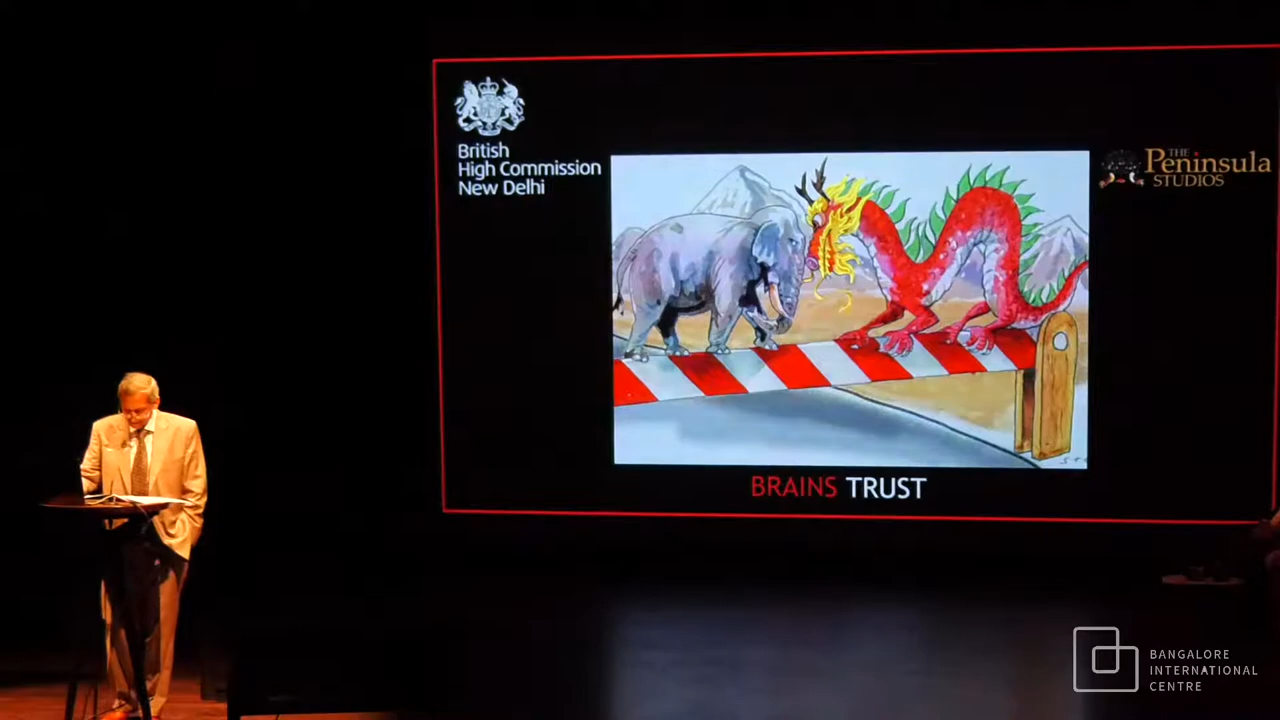 British
High Commission
New Delhi
THE
Peninsula
STUDIOS
BRAINS TRUST
BANGALORE
INTERNATIONAL
CENTRE